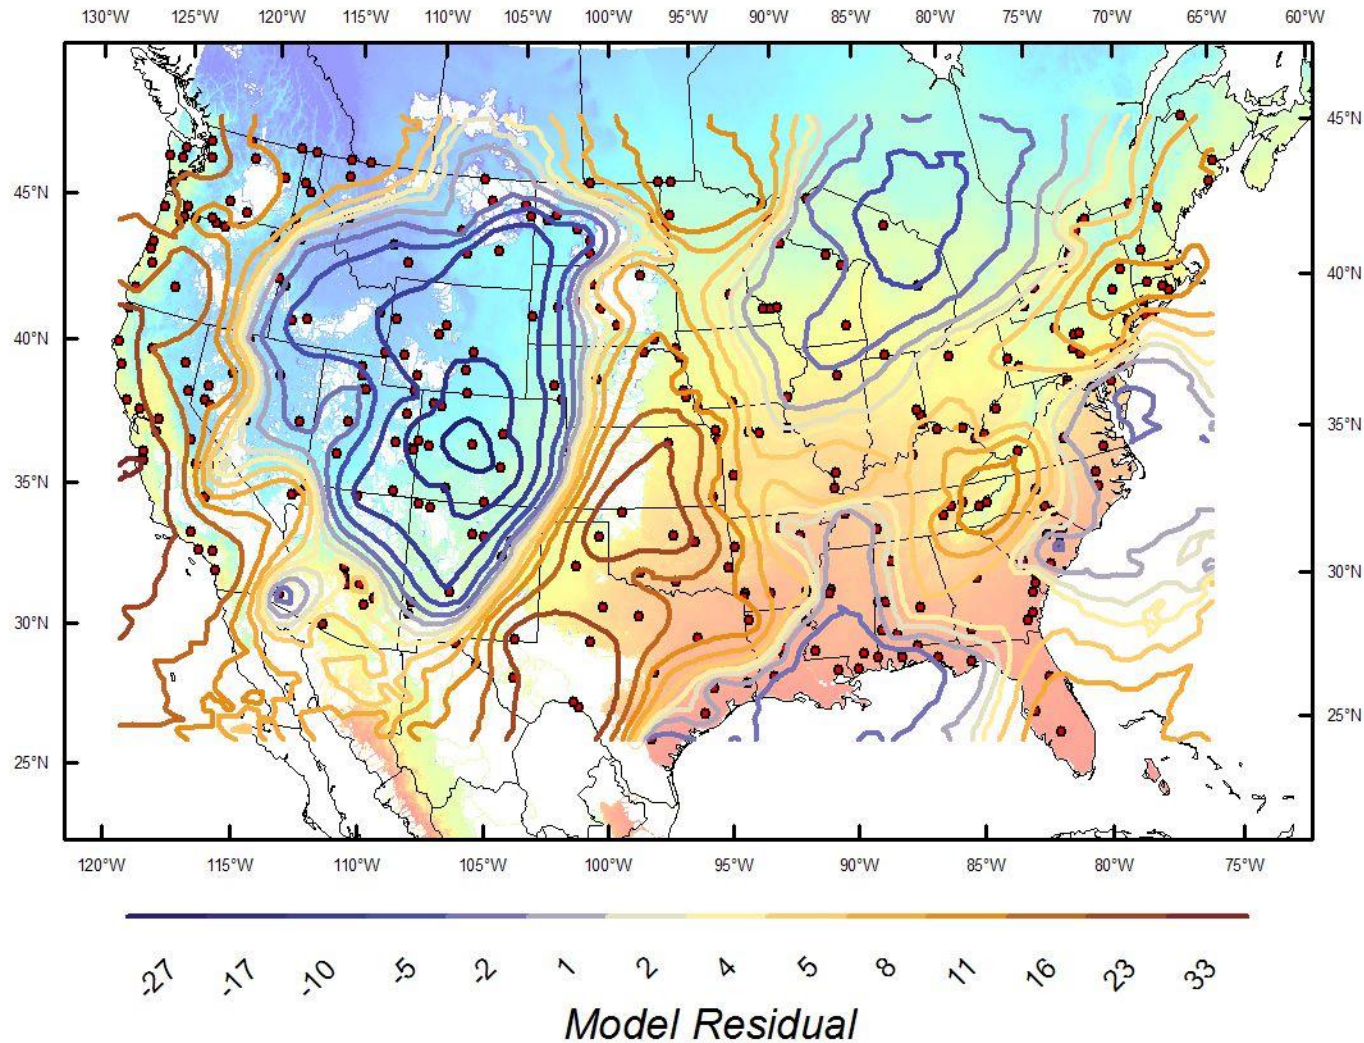 130°W 125°W 120°W 115°W 110°W 105°W 100°W 95°W 90°W 85°W 80°W 75°W 70°W 65°W 60°W
45°N
45°N
40°N
40°N
35°N
35°N
30°N
30°N
25°N
25°N
120°W 115°W 110°W 105°W 100°W 95°W 90°W 85°W 80°W 75°W
-27 -17 -10 -5 -2 1 2 4 5 8 11 16 23 33
Model Residual